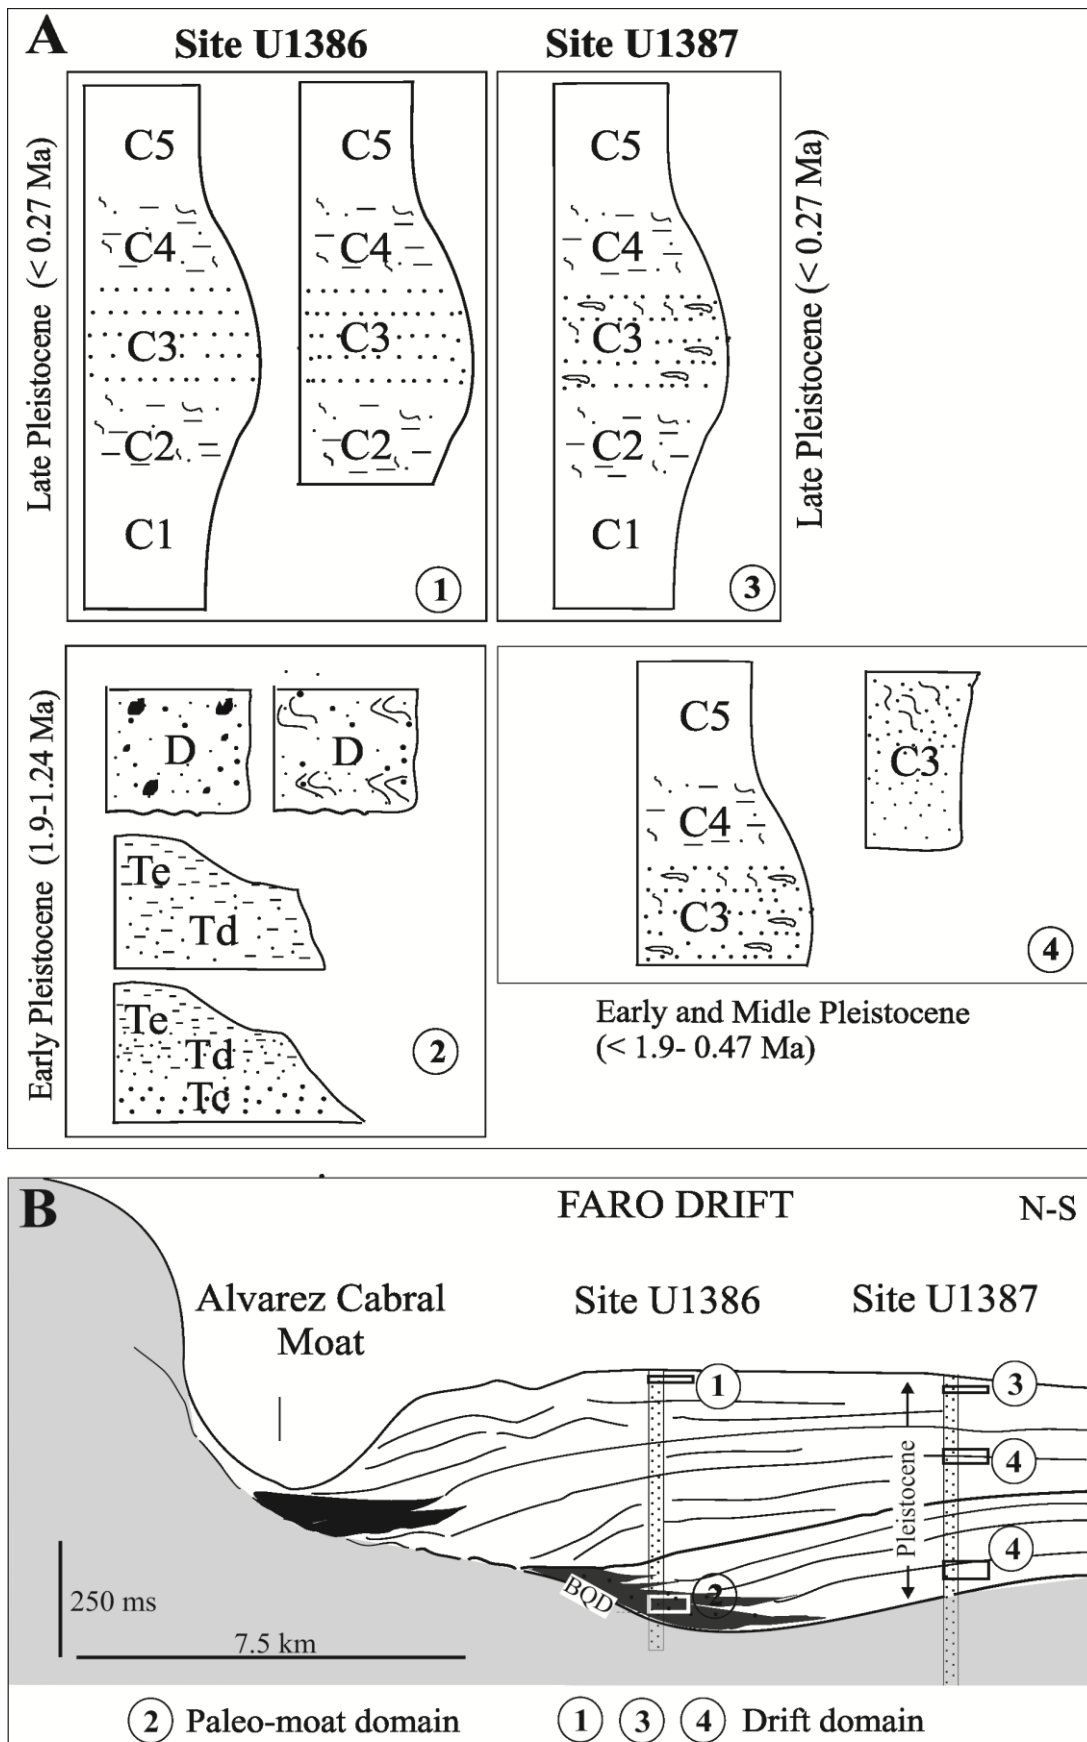 A
Site U1386
Site U1387
Late Pleistocene (< 0.27 Ma)
C5
C4
C3
C2
C1
C5
C4
C3
C2
1
C5
C4
C3
C2
C1
3
Late Pleistocene (< 0.27 Ma)
Early Pleistocene (1.9-1.24 Ma)
D
D
Te
Td
Te
Td
Tc
2
C5
C4
C3
C3
4
Early and Midle Pleistocene
(< 1.9- 0.47 Ma)
B
FARO DRIFT
N-S
Alvarez Cabral
Moat
Site U1386
Site U1387
1
3
4
4
Pleistocene
BQD
2
250 ms
7.5 km
2 Paleo-moat domain
1 3 4 Drift domain